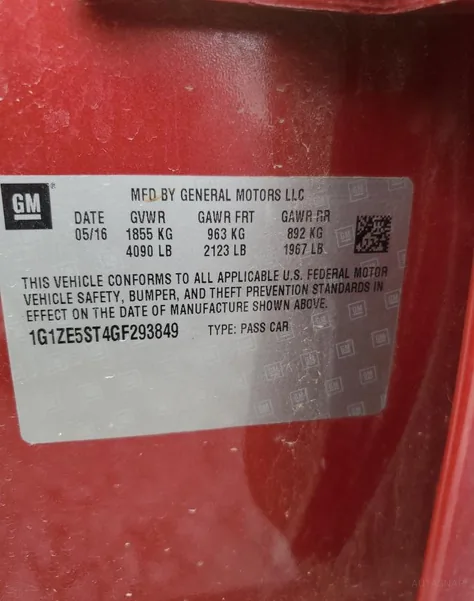 GM
MFD BY GENERAL MOTORS LLC
DATE GVWR GAWR FRT GAWR RR
05/16 1855 KG 963 KG 892 KG
4090 LB 2123 LB 1967 LB
THIS VEHICLE CONFORMS TO ALL APPLICABLE U.S. FEDERAL MOTOR
VEHICLE SAFETY, BUMPER, AND THEFT PREVENTION STANDARDS IN
EFFECT ON THE DATE OF MANUFACTURE SHOWN ABOVE.
1G1ZE5ST4GF293849 TYPE: PASS CAR